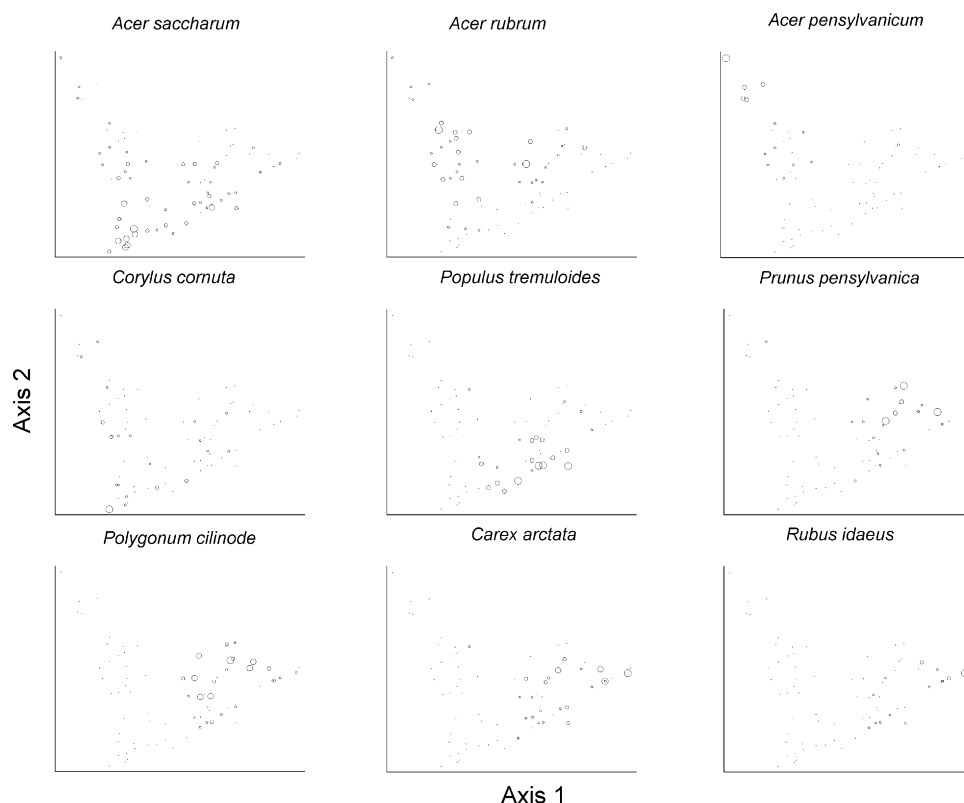 Acer saccharum
Acer rubrum
Acer pensylvanicum
Corylus cornuta
Populus tremuloides
Prunus pensylvanica
Axis 2
Polygonum cilinode
Carex arctata
Rubus idaeus
Axis 1